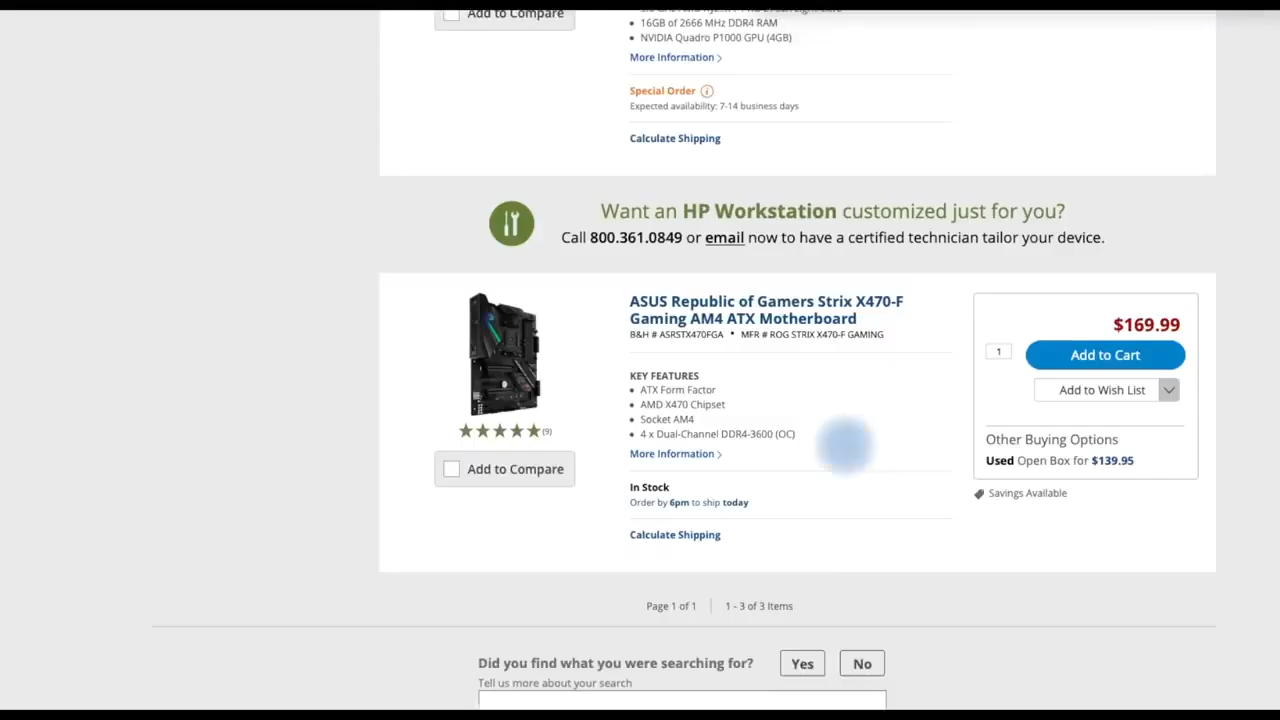 Add to Compare
16GB of 2666 MHz DDR4 RAM
NVIDIA Quadro P1000 GPU (4GB)
More Information
Special Order
Expected availability: 7-14 business days
Calculate Shipping
Want an HP Workstation customized just for you?
Call 800.361.0849 or email now to have a certified technician tailor your device.
ASUS Republic of Gamers Strix X470-F
Gaming AM4 ATX Motherboard
B&H # ASRSTX470FGA • MFR # ROG STRIX X470-F GAMING
KEY FEATURES
ATX Form Factor
AMD X470 Chipset
Socket AM4
4 x Dual-Channel DDR4-3600 (OC)
More Information
In Stock
Order by 6pm to ship today
Calculate Shipping
(9)
Add to Compare
$169.99
1
Add to Cart
Add to Wish List
Other Buying Options
Used Open Box for $139.95
Savings Available
Page 1 of 1
1 - 3 of 3 Items
Did you find what you were searching for?
Yes
No
Tell us more about your search